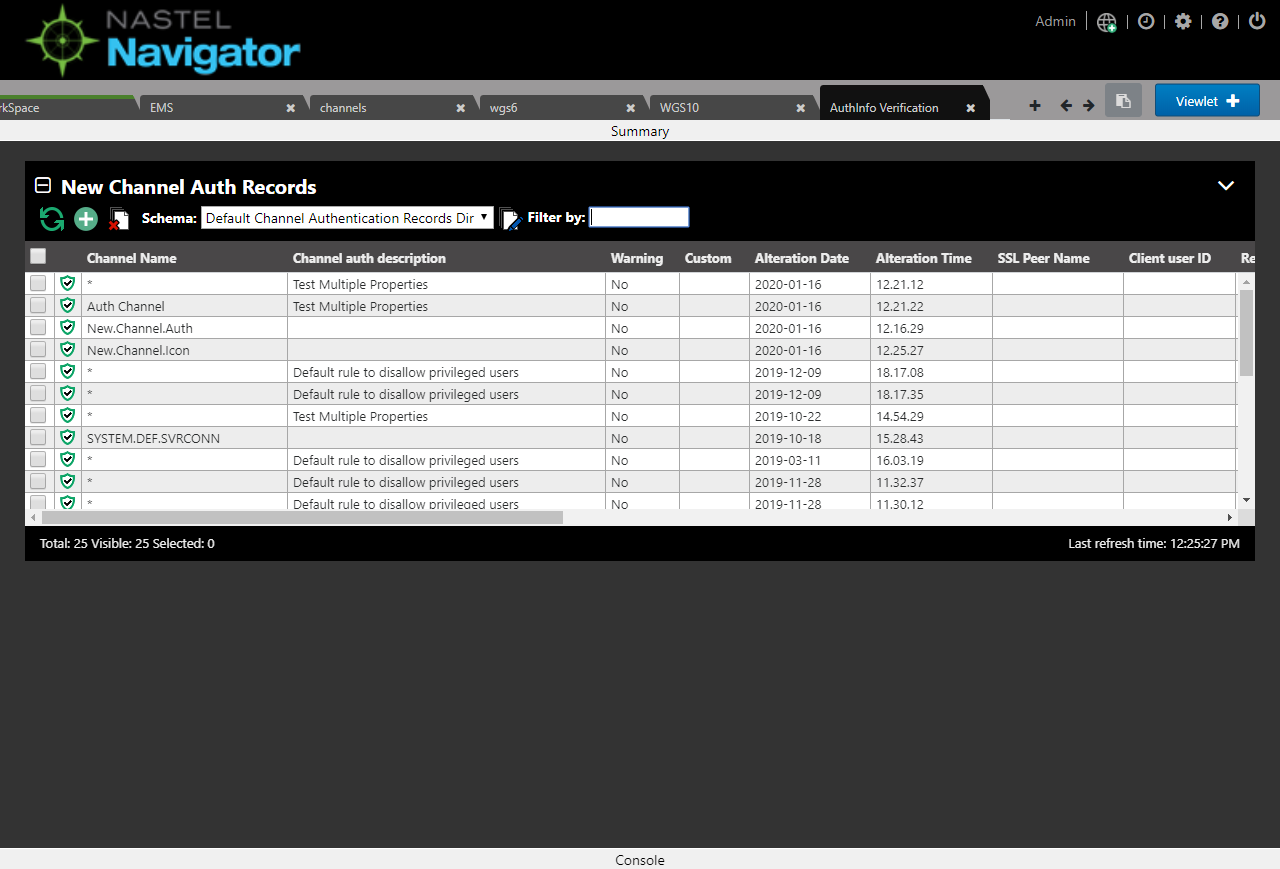 NASTEL
Navigator
Admin
rkSpace EMS channels wgs6 WGS10 AuthInfo Verification Viewlet
Summary
New Channel Auth Records
Schema: Default Channel Authentication Records Dir Filter by:
Channel Name Channel auth description Warning Custom Alteration Date Alteration Time SSL Peer Name Client user ID Re
* Test Multiple Properties No 2020-01-16 12.21.12
Auth Channel Test Multiple Properties No 2020-01-16 12.21.22
New.Channel.Auth No 2020-01-16 12.16.29
New.Channel.Icon No 2020-01-16 12.25.27
* Default rule to disallow privileged users No 2019-12-09 18.17.08
* Default rule to disallow privileged users No 2019-12-09 18.17.35
* Test Multiple Properties No 2019-10-22 14.54.29
SYSTEM.DEF.SVRCONN No 2019-10-18 15.28.43
* Default rule to disallow privileged users No 2019-03-11 16.03.19
* Default rule to disallow privileged users No 2019-11-28 11.32.37
* Default rule to disallow privileged users No 2019-11-28 11.30.12
Total: 25 Visible: 25 Selected: 0 Last refresh time: 12:25:27 PM
Console